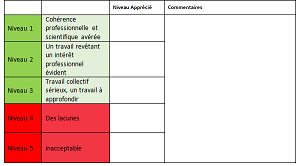 Niveau Apprécié
Commentaires
Niveau 1
Cohérence
professionnelle et
scientifique avérée
Niveau 2
Un travail revêtant
un intérêt
professionnel
évident
Niveau 3
Travail collectif
sérieux, un travail à
approfondir
Niveau 4
Des lacunes
Niveau 5
inacceptable